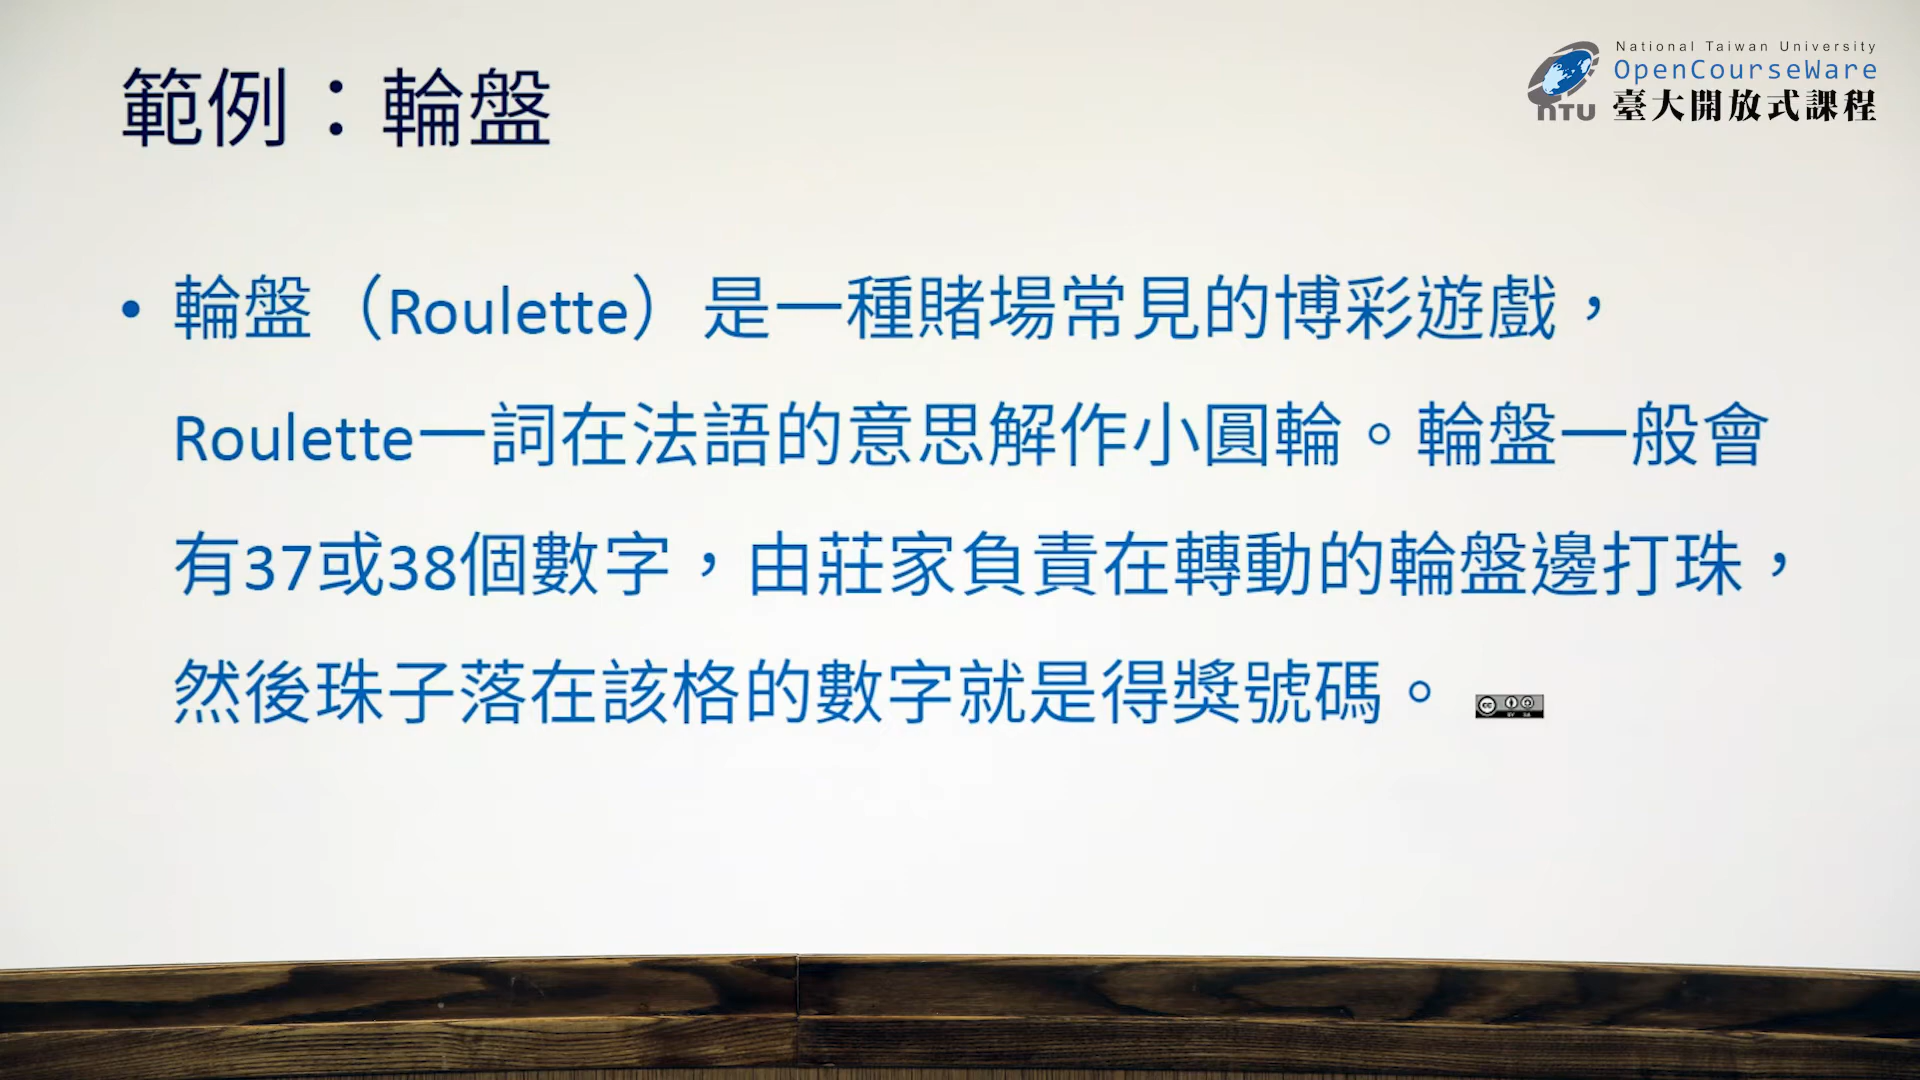 範例：輪盤
National Taiwan University
OpenCourseWare
NTU 臺大開放式課程
• 輪盤（Roulette）是一種賭場常見的博彩遊戲，
Roulette一詞在法語的意思解作小圓輪。輪盤一般會
有37或38個數字，由莊家負責在轉動的輪盤邊打珠，
然後珠子落在該格的數字就是得獎號碼。
cc BY SA